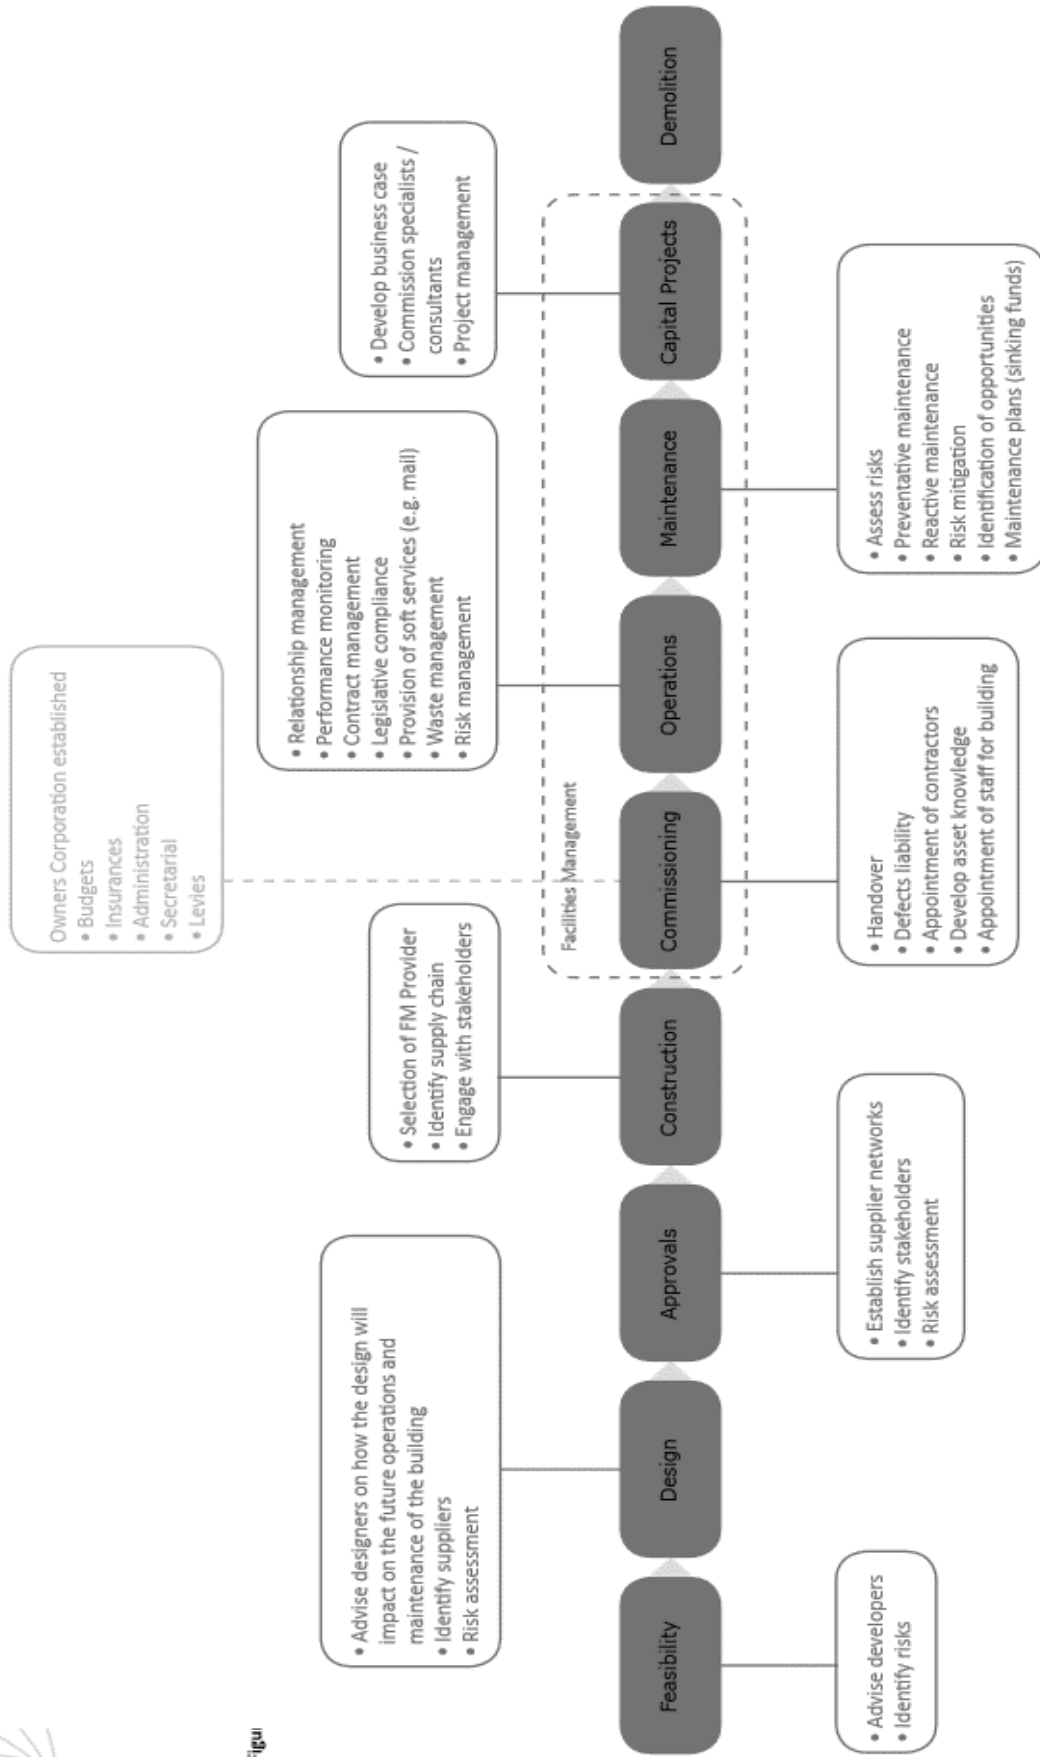 Owners Corporation established
• Budgets
• Insurances
• Administration
• Secretarial
• Levies
• Advise designers on how the design will
impact on the future operations and
maintenance of the building
• Identify suppliers
• Risk assessment
• Selection of FM Provider
• Identify supply chain
• Engage with stakeholders
• Relationship management
• Performance monitoring
• Contract management
• Legislative compliance
• Provision of soft services (e.g. mail)
• Waste management
• Risk management
• Develop business case
• Commission specialists /
consultants
• Project management
Facilities Management
Feasibility
Design
Approvals
Construction
Commissioning
Operations
Maintenance
Capital Projects
Demolition
• Advise developers
• Identify risks
• Establish supplier networks
• Identify stakeholders
• Risk assessment
• Handover
• Defects liability
• Appointment of contractors
• Develop asset knowledge
• Appointment of staff for building
• Assess risks
• Preventative maintenance
• Reactive maintenance
• Risk mitigation
• Identification of opportunities
• Maintenance plans (sinking funds)